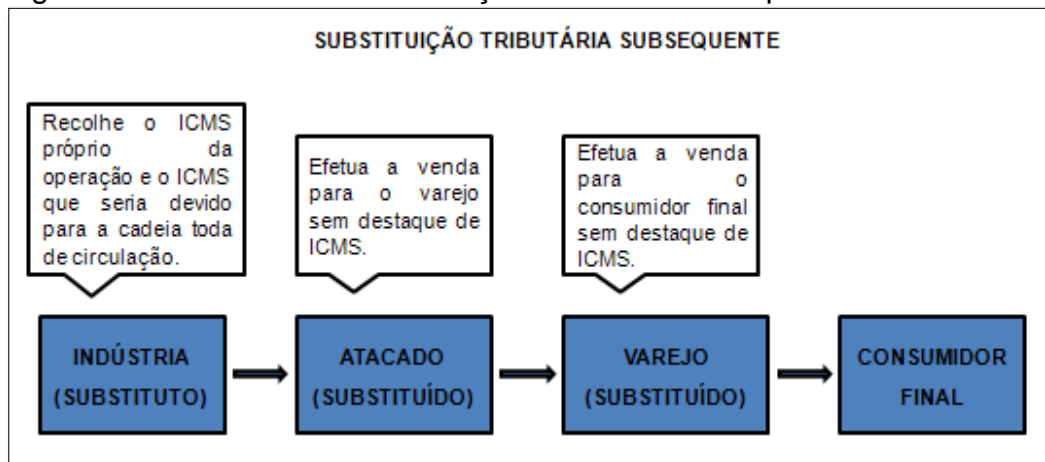 SUBSTITUIÇÃO TRIBUTÁRIA SUBSEQUENTE
Recolhe o ICMS
próprio da
operação e o ICMS
que seria devido
para a cadeia toda
de circulação.
Efetua a venda
para o varejo
sem destaque de
ICMS.
Efetua a venda
para o
consumidor final
sem destaque de
ICMS.
INDÚSTRIA
(SUBSTITUTO)
ATACADO
(SUBSTITUÍDO)
VAREJO
(SUBSTITUÍDO)
CONSUMIDOR
FINAL